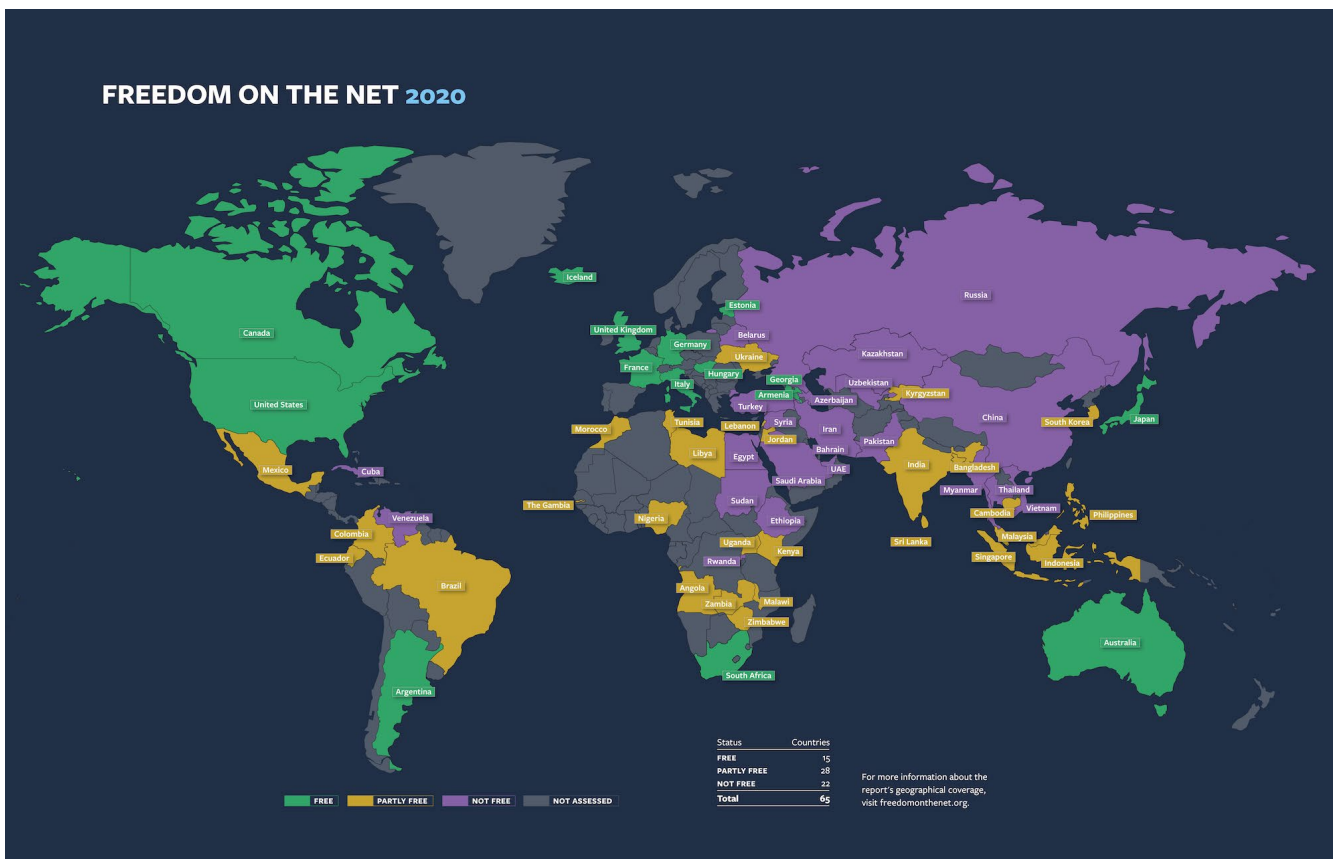 FREEDOM ON THE NET 2020
Iceland
Russia
Estonia
United Kingdom
Canada
Belarus
Germany
Ukraine
Kazakhstan
France
Hungary
Georgia
Italy
Uzbekistan
Armenia
Kyrgyzstan
United States
Azerbaijan
Turkey
China
Japan
Tunisia
Syria
South Korea
Lebanon
Morocco
Iran
Jordan
Pakistan
Bahrain
Libya
Egypt
India
Bangladesh
UAE
Mexico
Cuba
Saudi Arabia
Myanmar
Thailand
Sudan
The Gambia
Vietnam
Cambodia
Philippines
Venezuela
Nigeria
Ethiopia
Colombia
Malaysia
Uganda
Sri Lanka
Kenya
Ecuador
Singapore
Rwanda
Indonesia
Brazil
Angola
Zambia
Malawi
Zimbabwe
Australia
South Africa
Argentina
Status Countries
FREE 15
PARTLY FREE 28
NOT FREE 22
Total 65
For more information about the
report's geographical coverage,
visit freedomonthenet.org.
FREE PARTLY FREE NOT FREE NOT ASSESSED